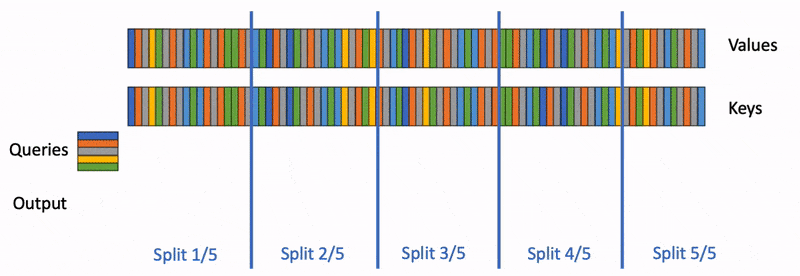 Values
Keys
Queries
Output
Split 1/5
Split 2/5
Split 3/5
Split 4/5
Split 5/5